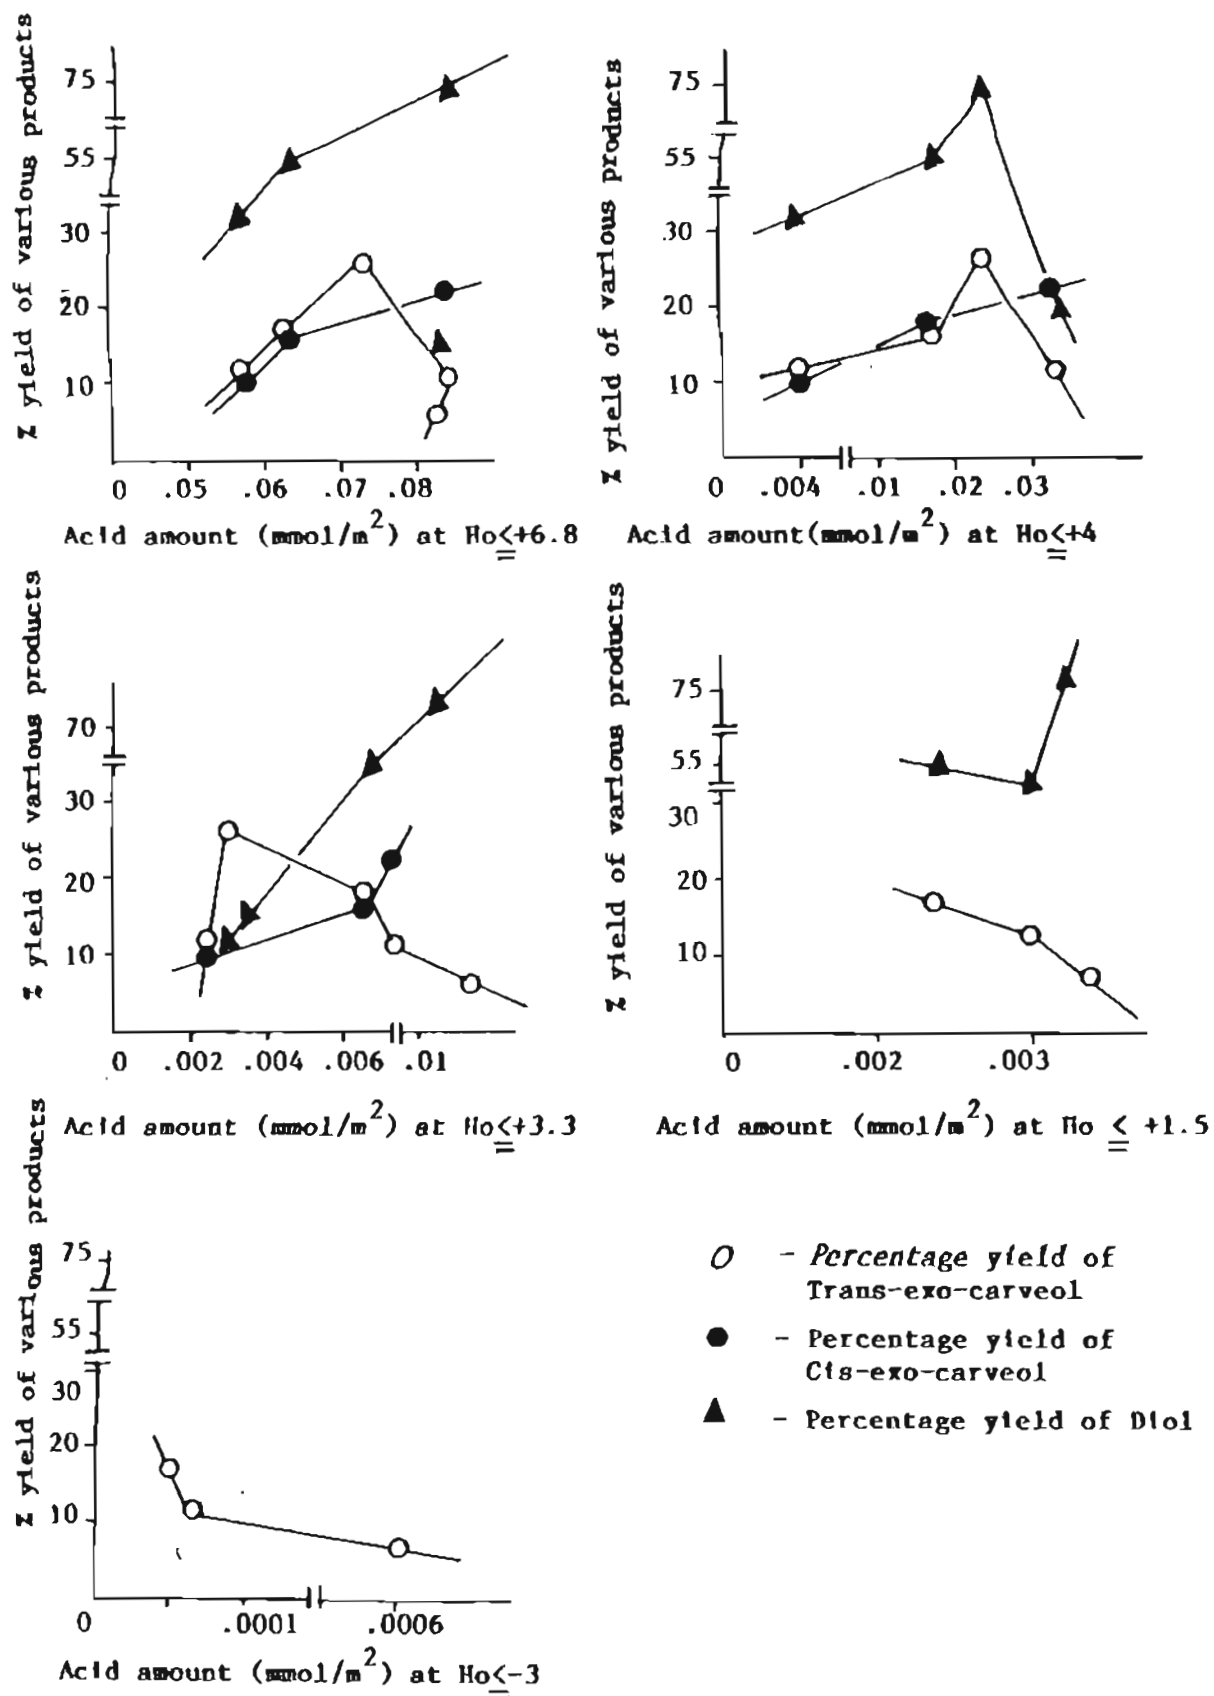 % yield of various products
75
55
30
20
10
0 .05 .06 .07 .08
Acid amount (mmol/m2) at Ho≤+6.8
% yield of various products
75
55
30
20
10
0 .004 .01 .02 .03
Acid amount(mmol/m2) at Ho≤+4
% yield of various products
70
30
20
10
0 .002 .004 .006 .01
Acid amount (mmol/m2) at Ho≤+3.3
% yield of various products
75
55
30
20
10
0 .002 .003
Acid amount (mmol/m2) at Ho ≤ +1.5
% yield of various products
75
55
30
20
10
0 .0001 .0006
Acid amount (mmol/m2) at Ho≤-3
- Percentage yield of
Trans-exo-carveol
- Percentage yield of
Cis-exo-carveol
- Percentage yield of Diol